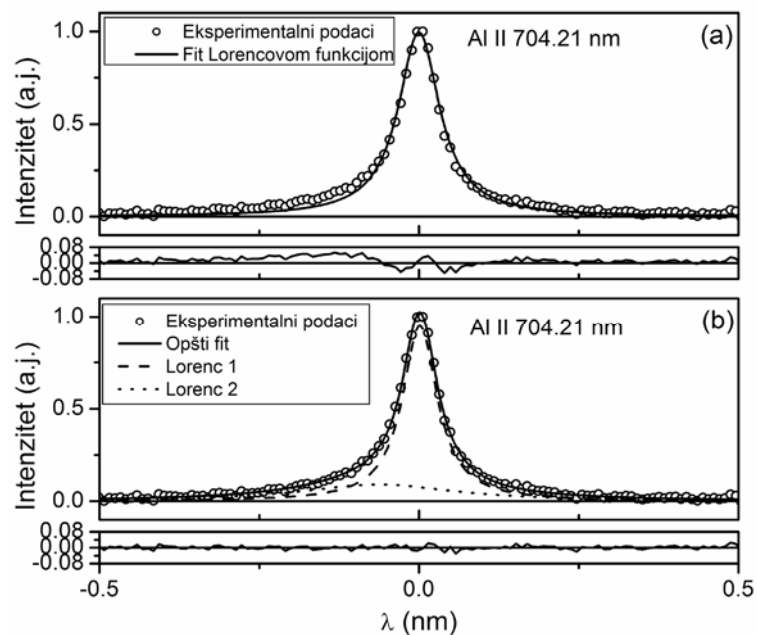 Eksperimentalni podaci
Fit Lorencovom funkcijom
Al II 704.21 nm
(a)
Intenzitet (a.j.)
1.0
0.5
0.0
0.08
0.00
-0.08
Eksperimentalni podaci
Opšti fit
Lorenc 1
Lorenc 2
Al II 704.21 nm
(b)
Intenzitet (a.j.)
1.0
0.5
0.0
0.08
0.00
-0.08
-0.5 0.0 0.5
λ (nm)